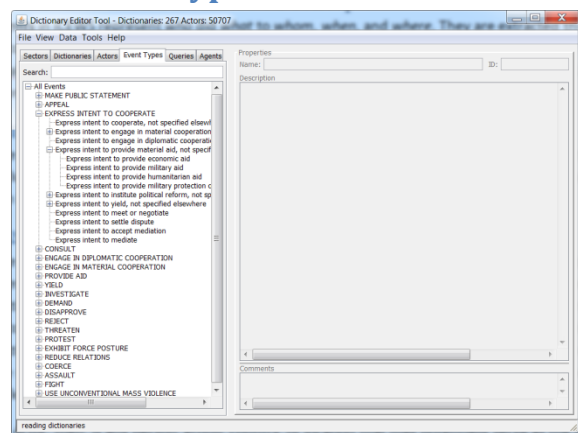 Dictionary Editor Tool - Dictionaries: 267 Actors: 50707
File View Data Tools Help
Sectors Dictionaries Actors Event Types Queries Agents
Search:
All Events
MAKE PUBLIC STATEMENT
APPEAL
EXPRESS INTENT TO COOPERATE
Express intent to cooperate, not specified elsewh
Express intent to engage in material cooperation
Express intent to engage in diplomatic cooperati
Express intent to provide material aid, not specif
Express intent to provide economic aid
Express intent to provide military aid
Express intent to provide humanitarian aid
Express intent to provide military protection o
Express intent to institute political reform, not sp
Express intent to yield, not specified elsewhere
Express intent to meet or negotiate
Express intent to settle dispute
Express intent to accept mediation
Express intent to mediate
CONSULT
ENGAGE IN DIPLOMATIC COOPERATION
ENGAGE IN MATERIAL COOPERATION
PROVIDE AID
YIELD
INVESTIGATE
DEMAND
DISAPPROVE
REJECT
THREATEN
PROTEST
EXHIBIT FORCE POSTURE
REDUCE RELATIONS
COERCE
ASSAULT
FIGHT
USE UNCONVENTIONAL MASS VIOLENCE
Properties
Name: ID:
Description
Comments
reading dictionaries